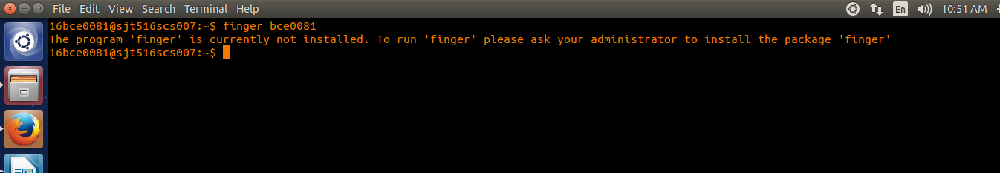 File Edit View Search Terminal Help En 10:51 AM
16bce0081@sjt516scs007:~$ finger bce0081
The program 'finger' is currently not installed. To run 'finger' please ask your administrator to install the package 'finger'
16bce0081@sjt516scs007:~$